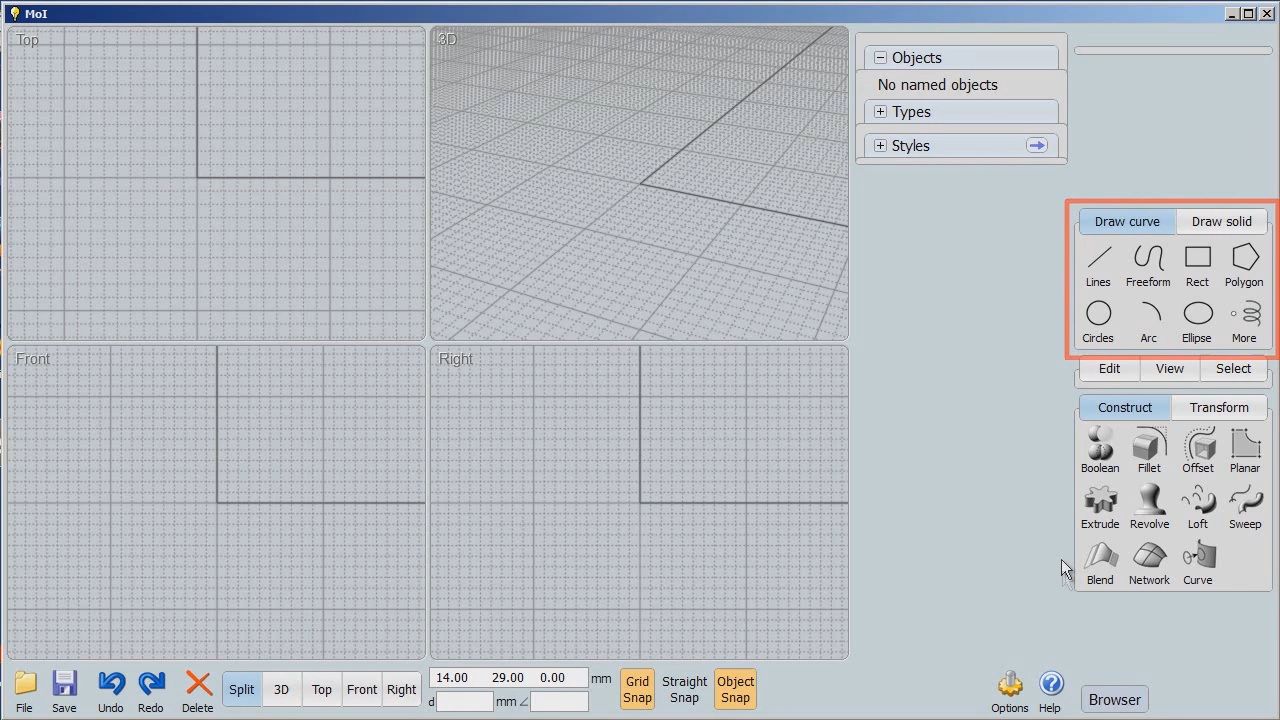 MoI
Top
3D
Objects
No named objects
Types
Styles
Draw curve Draw solid
Lines Freeform Rect Polygon
Circles Arc Ellipse More
Front
Right
Edit View Select
Construct Transform
Boolean Fillet Offset Planar
Extrude Revolve Loft Sweep
Blend Network Curve
File Save Undo Redo Delete
Split 3D Top Front Right
14.00 29.00 0.00 mm
d mm ∠
Grid Snap
Straight Snap
Object Snap
Options Help
Browser